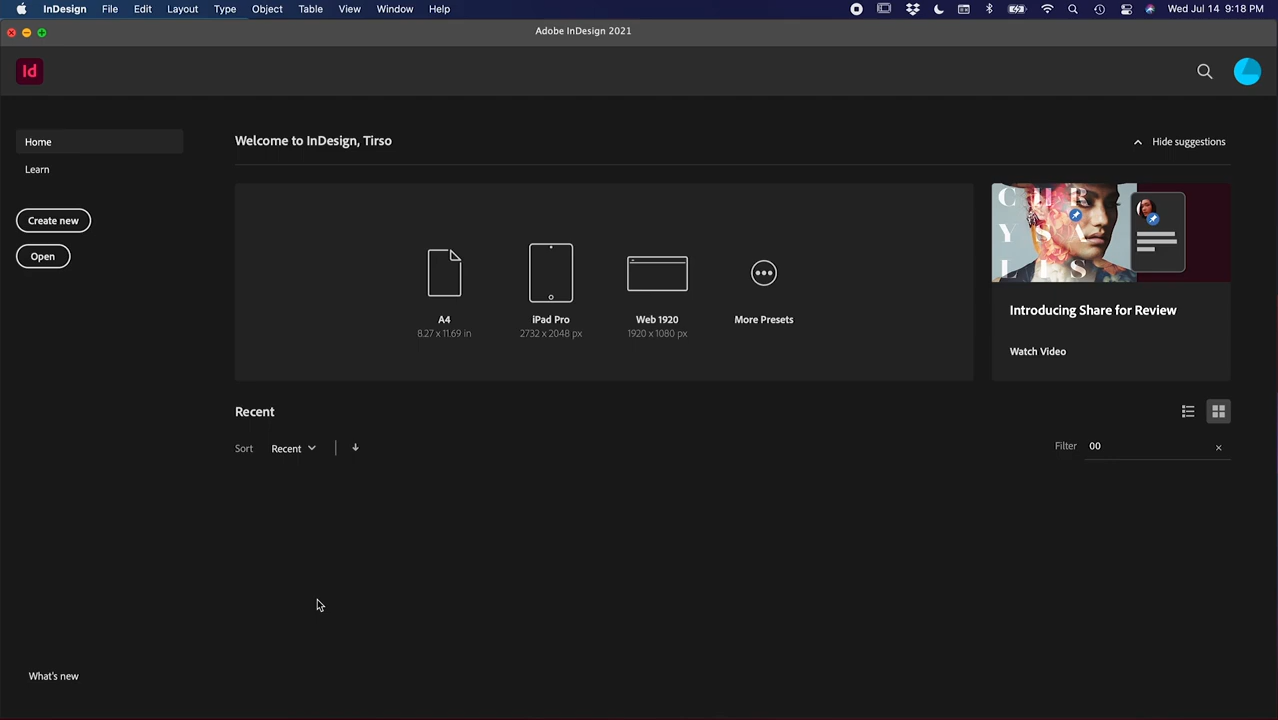 InDesign File Edit Layout Type Object Table View Window Help Wed Jul 14 9:18 PM
Adobe InDesign 2021
Id
Home
Learn
Create new
Open
Welcome to InDesign, Tirso
Hide suggestions
A4
8.27 x 11.69 in
iPad Pro
2732 x 2048 px
Web 1920
1920 x 1080 px
More Presets
CHR
YSA
LIS
Introducing Share for Review
Watch Video
Recent
Sort Recent
Filter 00
What's new